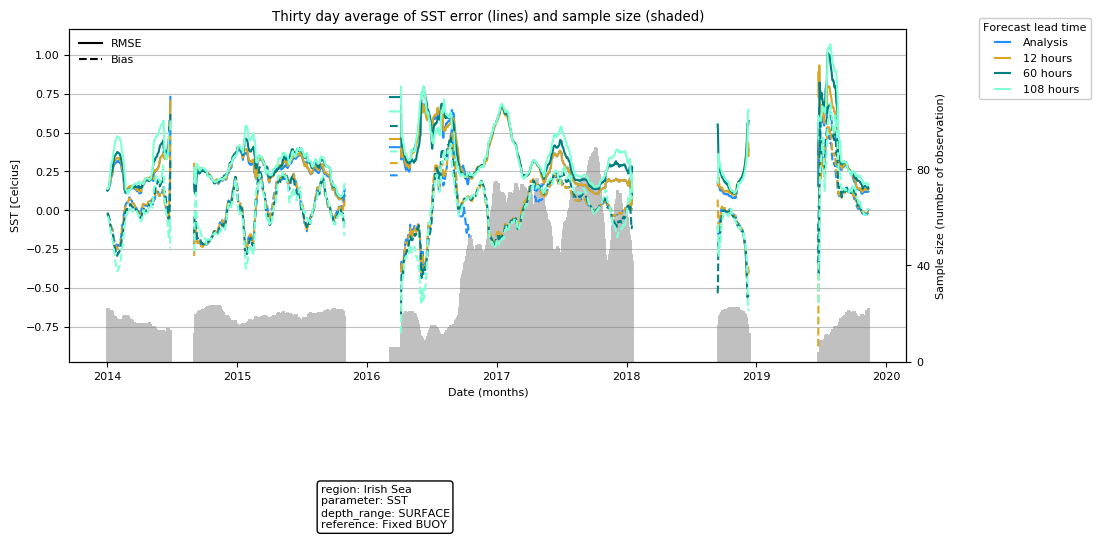 Thirty day average of SST error (lines) and sample size (shaded)
Forecast lead time
Analysis
12 hours
60 hours
108 hours
RMSE
Bias
1.00
0.75
0.50
0.25
0.00
−0.25
−0.50
−0.75
SST [Celcius]
80
40
0
Sample size (number of observation)
2014
2015
2016
2017
2018
2019
2020
Date (months)
region: Irish Sea
parameter: SST
depth_range: SURFACE
reference: Fixed BUOY